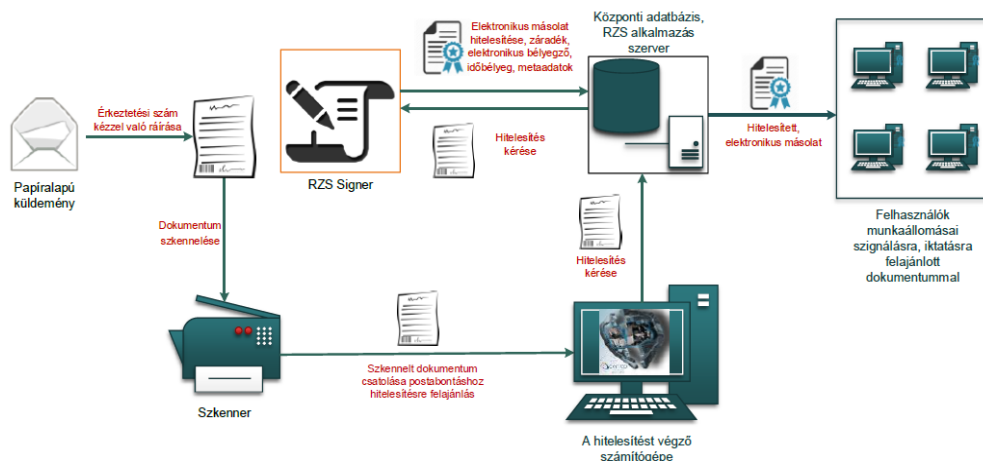 Érkeztetési szám
kézzel való ráírása
Papíralapú
küldemény
Dokumentum
szkennelése
Szkenner
Szkennelt dokumentum
csatolása postabontáshoz
hitelesítésre felajánlás
A hitelesítést végző
számítógépe
Hitelesítés
kérése
Központi adatbázis,
RZS alkalmazás
szerver
Hitelesítés
kérése
RZS Signer
Elektronikus másolat
hitelesítése, záradék,
elektronikus bélyegző,
időbélyeg, metaadatok
Hitelesített,
elektronikus másolat
Felhasználók
munkaállomásai
szignálásra, iktatásra
felajánlott
dokumentummal